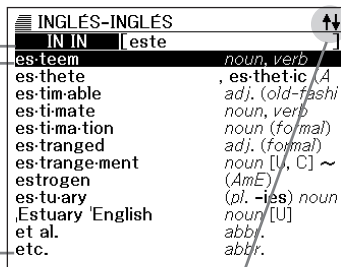 INGLÉS-INGLÉS
IN IN [este ]
es·teem noun, verb
es·thete , es·thet·ic (A
es·tim·able adj. (old-fashi
es·ti·mate noun, verb
es·ti·ma·tion noun (formal)
es·tranged adj. (formal)
es·trange·ment noun [U, C] ~
estrogen (AmE)
es·tu·ary (pl. -ies) noun
ˌEstuary ˈEnglish noun [U]
et al. abbr.
etc. abbr.